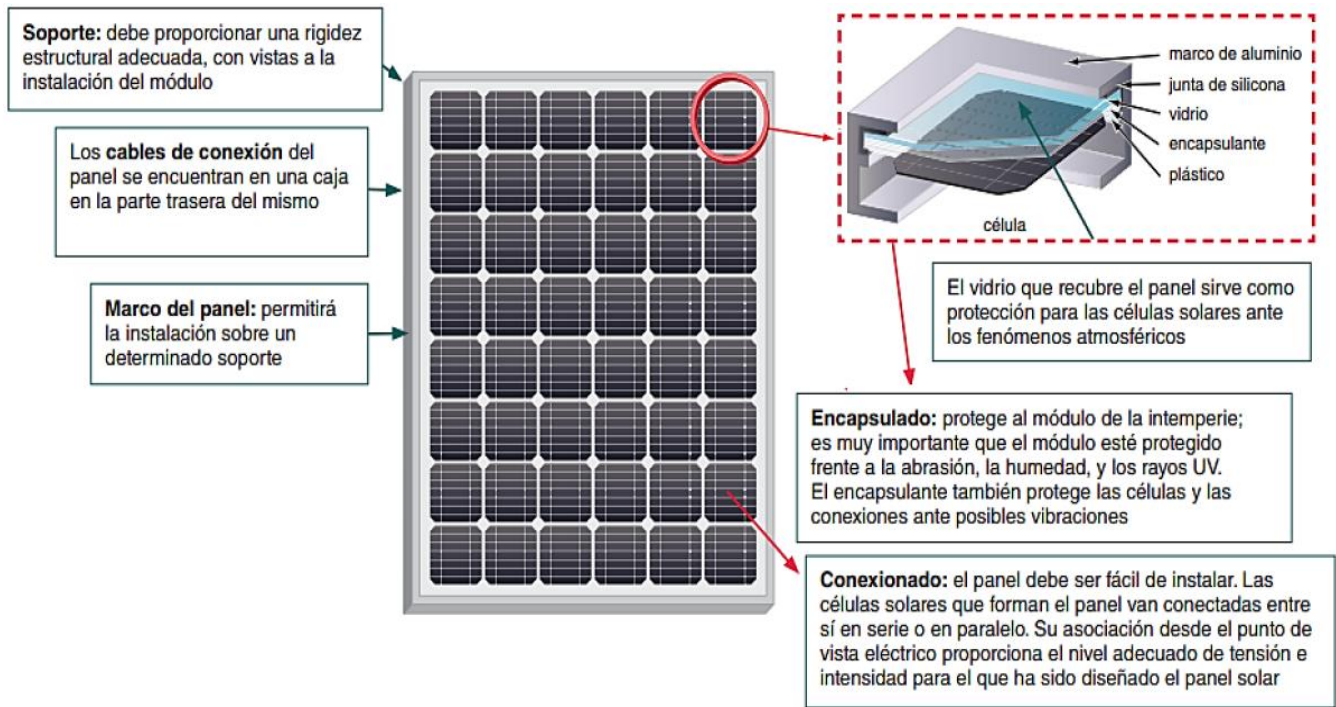 Soporte: debe proporcionar una rigidez
estructural adecuada, con vistas a la
instalación del módulo
Los cables de conexión del
panel se encuentran en una caja
en la parte trasera del mismo
Marco del panel: permitirá
la instalación sobre un
determinado soporte
marco de aluminio
junta de silicona
vidrio
encapsulante
plástico
célula
El vidrio que recubre el panel sirve como
protección para las células solares ante
los fenómenos atmosféricos
Encapsulado: protege al módulo de la intemperie;
es muy importante que el módulo esté protegido
frente a la abrasión, la humedad, y los rayos UV.
El encapsulante también protege las células y las
conexiones ante posibles vibraciones
Conexionado: el panel debe ser fácil de instalar. Las
células solares que forman el panel van conectadas entre
sí en serie o en paralelo. Su asociación desde el punto de
vista eléctrico proporciona el nivel adecuado de tensión e
intensidad para el que ha sido diseñado el panel solar